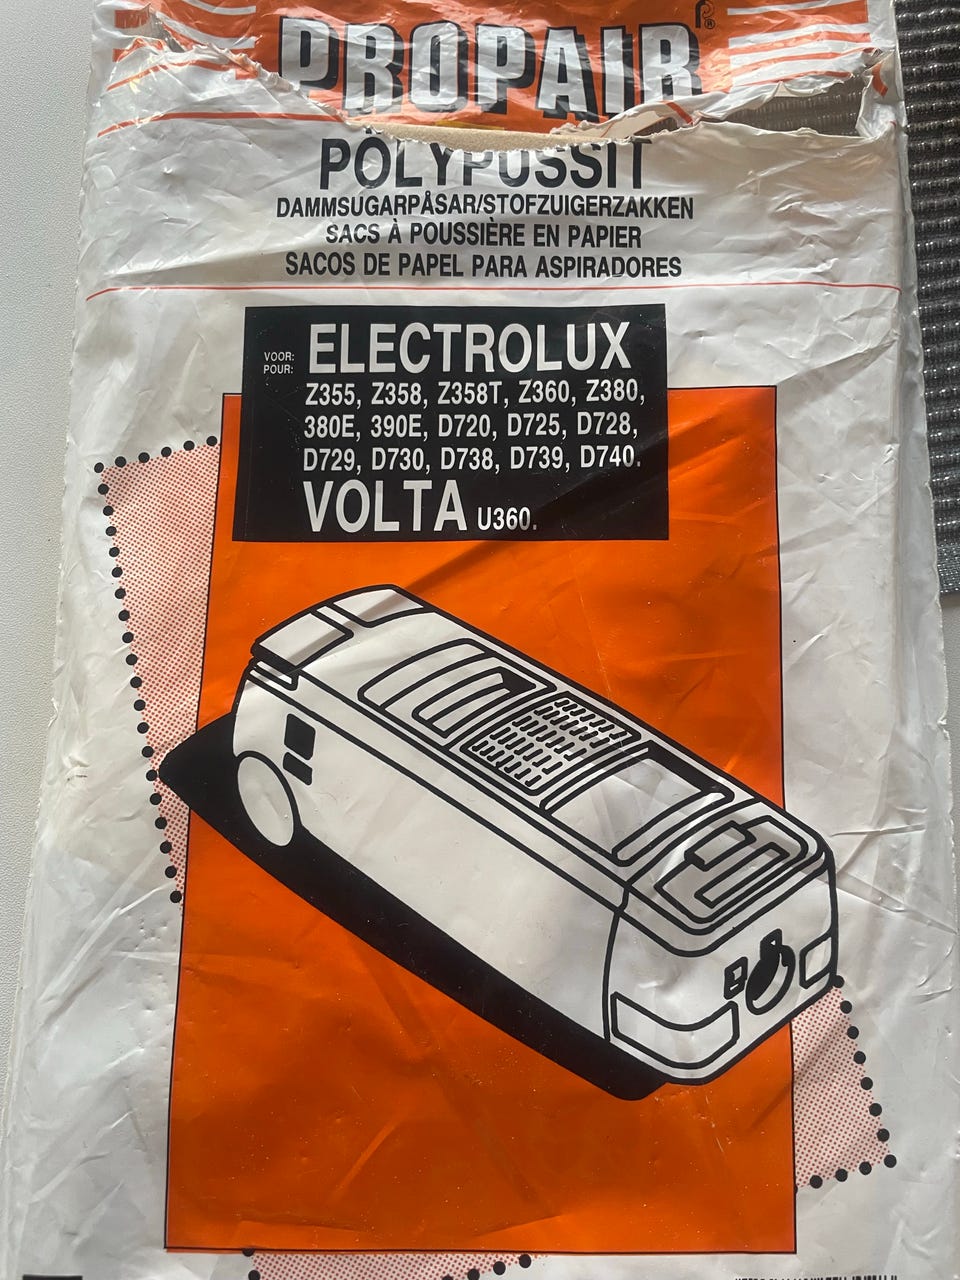 PROPAIR®
PÖLYPUSSIT
DAMMSUGARPÅSAR/STOFZUIGERZAKKEN
SACS À POUSSIÈRE EN PAPIER
SACOS DE PAPEL PARA ASPIRADORES
VOOR:
POUR:
ELECTROLUX
Z355, Z358, Z358T, Z360, Z380,
380E, 390E, D720, D725, D728,
D729, D730, D738, D739, D740.
VOLTA U360.